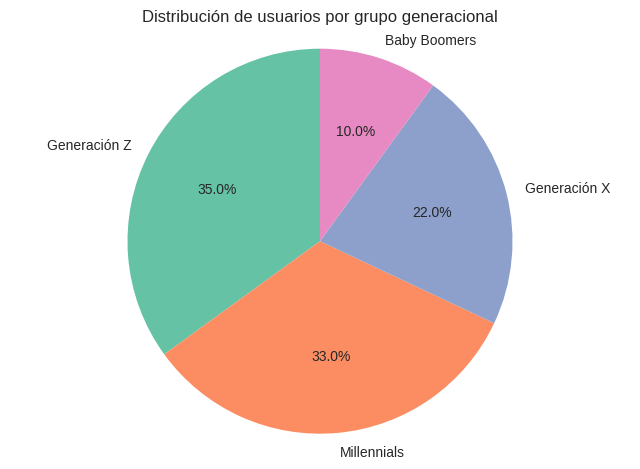 Distribución de usuarios por grupo generacional
Baby Boomers
10.0%
Generación Z
35.0%
Generación X
22.0%
33.0%
Millennials